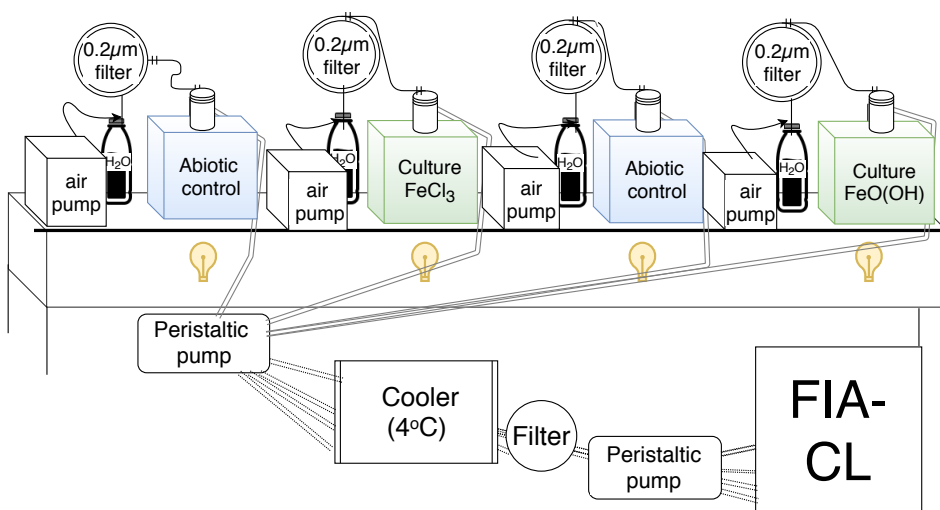 0.2µm
filter
0.2µm
filter
0.2µm
filter
0.2µm
filter
air
pump
H₂O
Abiotic
control
air
pump
H₂O
Culture
FeCl₃
air
pump
H₂O
Abiotic
control
air
pump
H₂O
Culture
FeO(OH)
Peristaltic
pump
Cooler
(4°C)
Filter
Peristaltic
pump
FIA-
CL